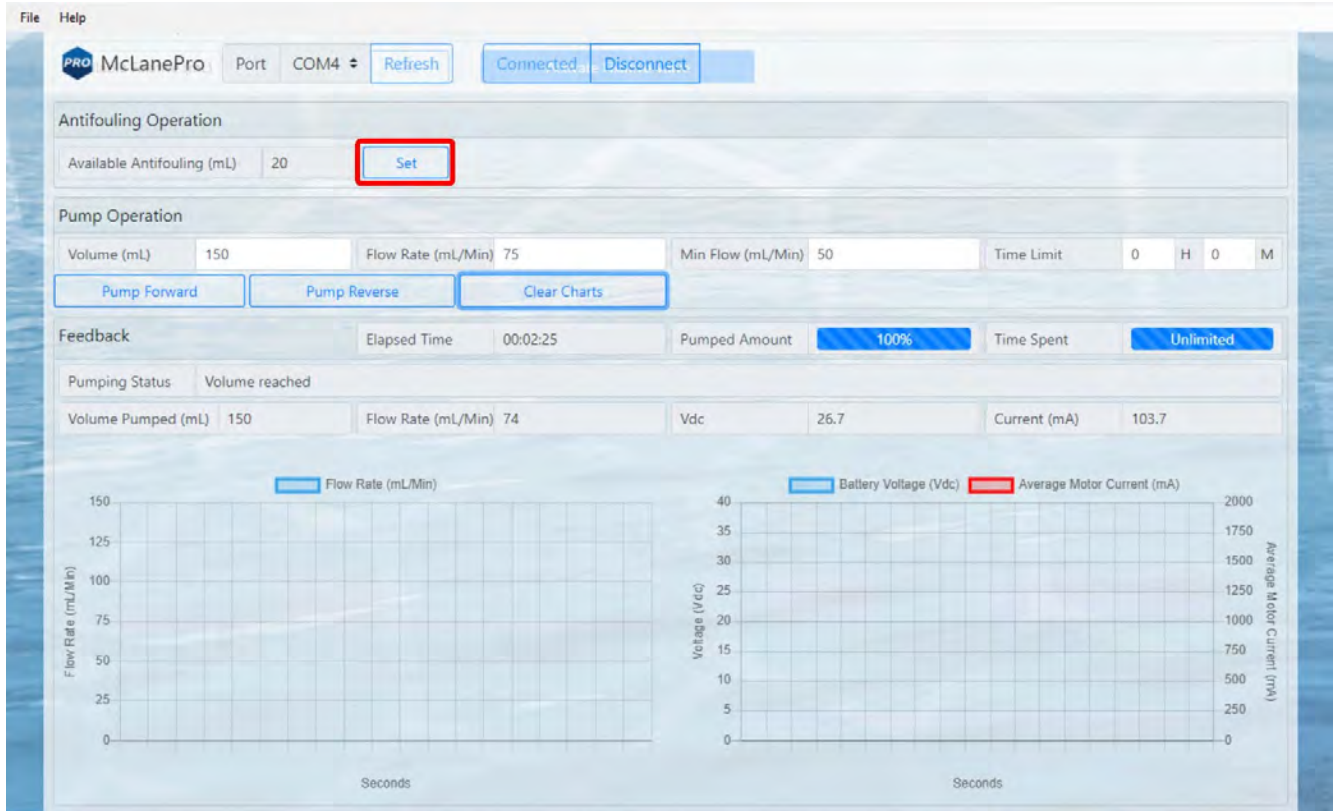 File Help
PRO McLanePro Port COM4 Refresh Connected Disconnect
Antifouling Operation
Available Antifouling (mL) 20 Set
Pump Operation
Volume (mL) 150 Flow Rate (mL/Min) 75 Min Flow (mL/Min) 50 Time Limit 0 H 0 M
Pump Forward Pump Reverse Clear Charts
Feedback Elapsed Time 00:02:25 Pumped Amount 100% Time Spent Unlimited
Pumping Status Volume reached
Volume Pumped (mL) 150 Flow Rate (mL/Min) 74 Vdc 26.7 Current (mA) 103.7
Flow Rate (mL/Min)
150
125
100
75
50
25
0
Flow Rate (mL/Min)
Seconds
Battery Voltage (Vdc) Average Motor Current (mA)
40 2000
35 1750
30 1500
25 1250
20 1000
15 750
10 500
5 250
0 0
Voltage (Vdc)
Average Motor Current (mA)
Seconds